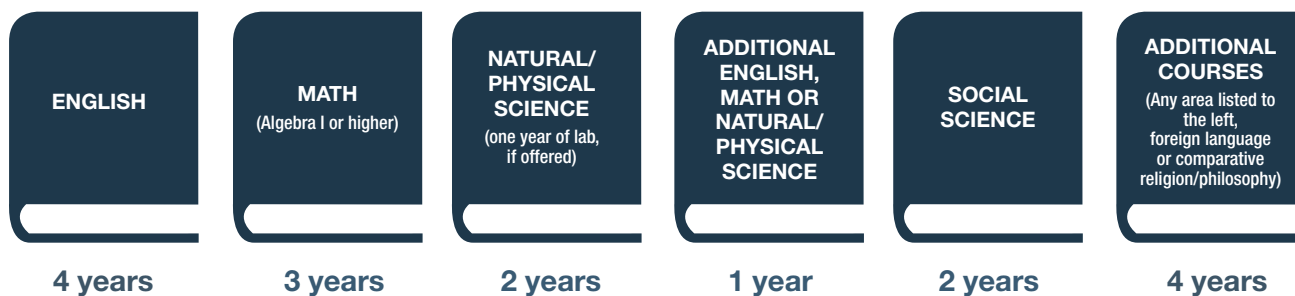 ENGLISH
4 years
MATH
(Algebra I or higher)
3 years
NATURAL/
PHYSICAL
SCIENCE
(one year of lab,
if offered)
2 years
ADDITIONAL
ENGLISH,
MATH OR
NATURAL/
PHYSICAL
SCIENCE
1 year
SOCIAL
SCIENCE
2 years
ADDITIONAL
COURSES
(Any area listed to
the left,
foreign language
or comparative
religion/philosophy)
4 years